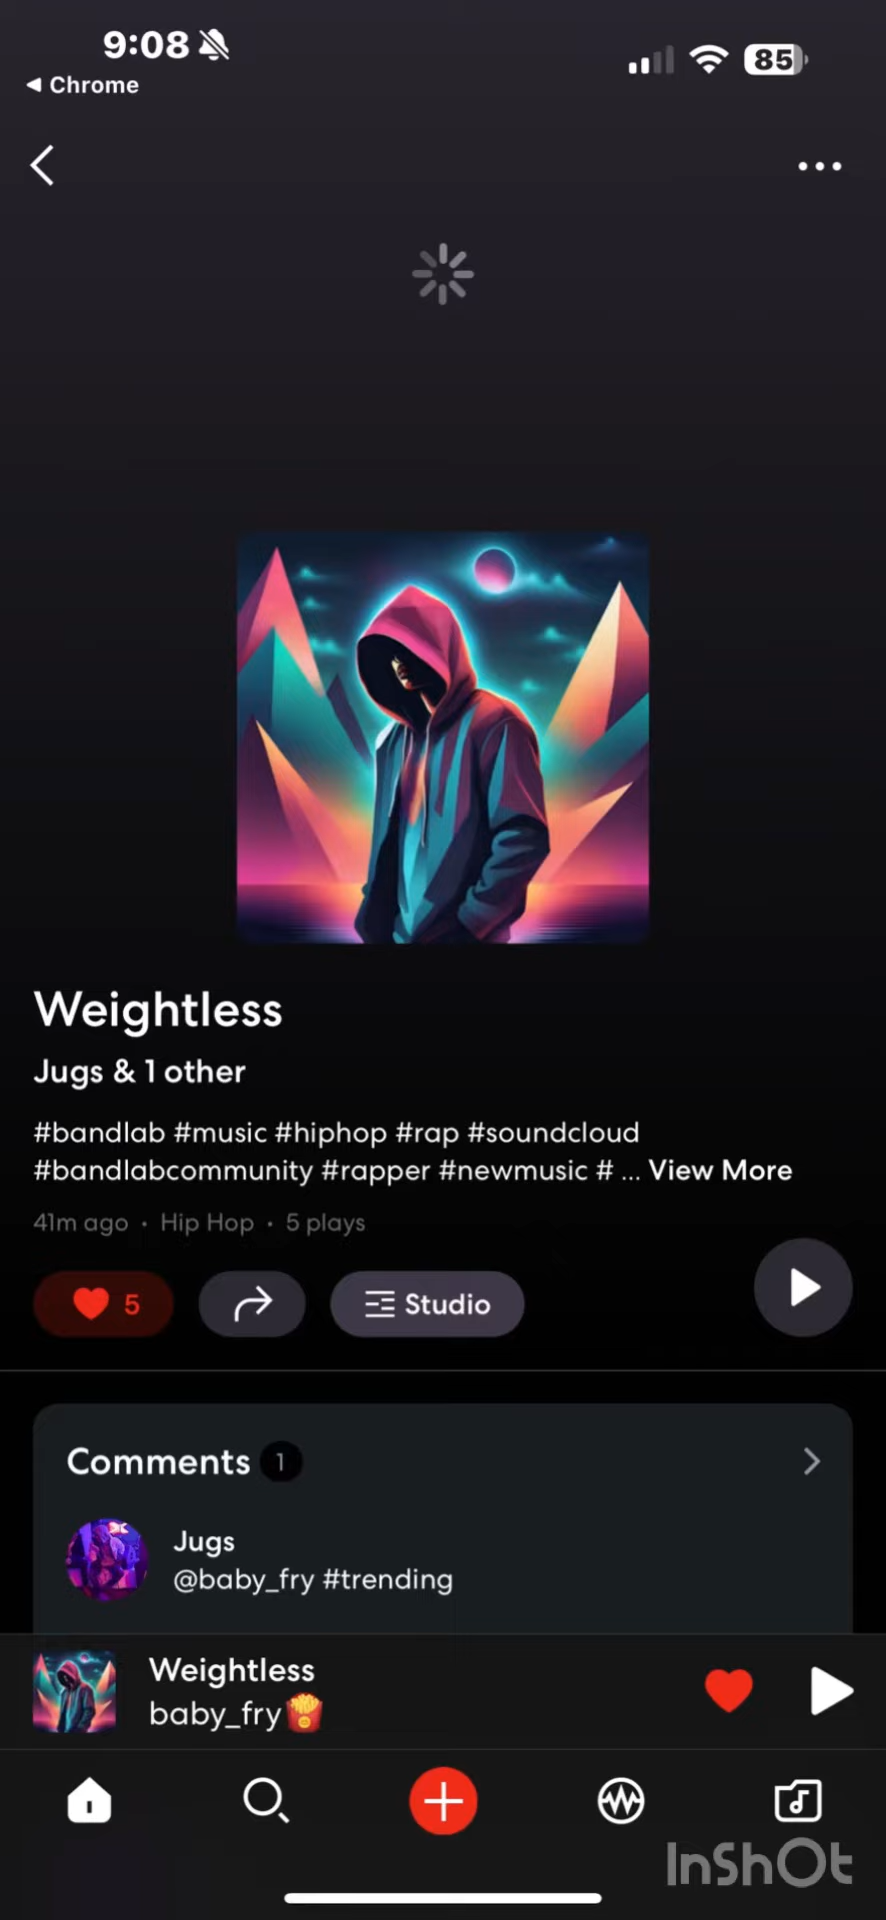 9:08
85
Chrome
Weightless
Jugs & 1 other
#bandlab #music #hiphop #rap #soundcloud
#bandlabcommunity #rapper #newmusic # ... View More
41m ago · Hip Hop · 5 plays
5
Studio
Comments 1
Jugs
@baby_fry #trending
Weightless
baby_fry🍟
InShOt